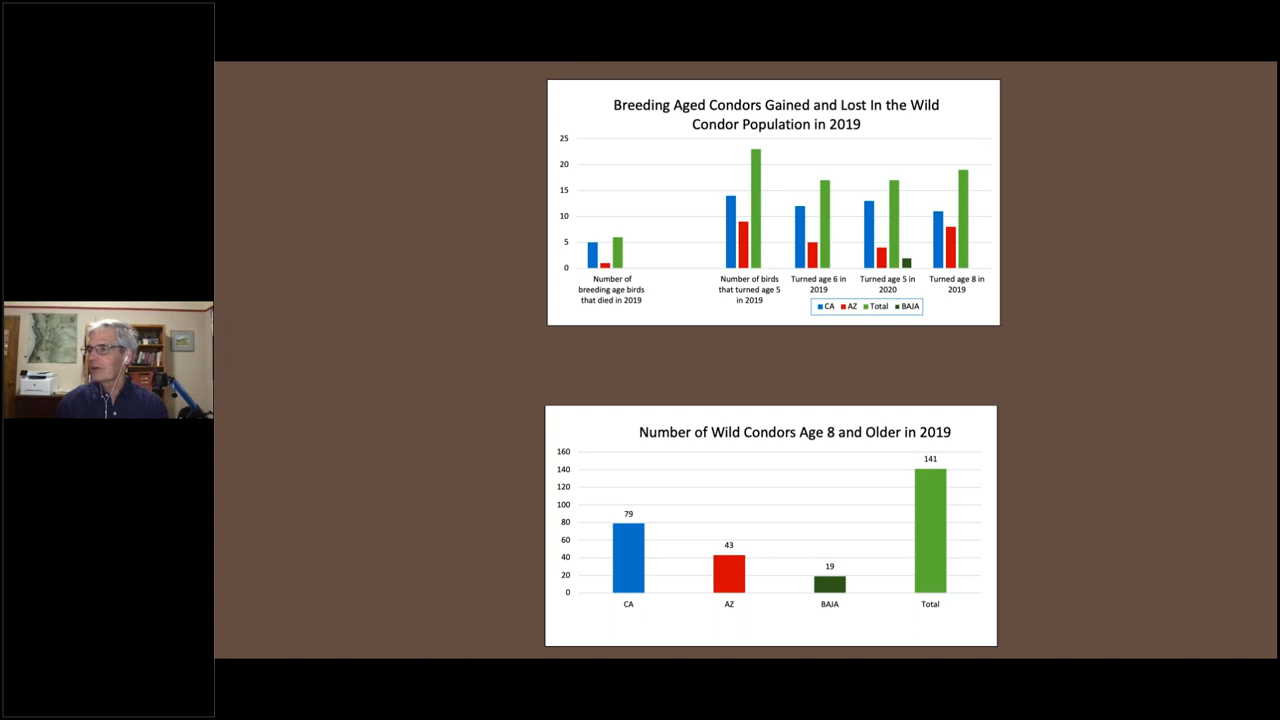 Breeding Aged Condors Gained and Lost In the Wild
Condor Population in 2019
25
20
15
10
5
0
Number of
breeding age birds
that died in 2019
Number of birds
that turned age 5
in 2019
Turned age 6 in
2019
Turned age 5 in
2020
Turned age 8 in
2019
CA AZ Total BAJA
Number of Wild Condors Age 8 and Older in 2019
160
140
120
100
80
60
40
20
0
79
43
19
141
CA AZ BAJA Total